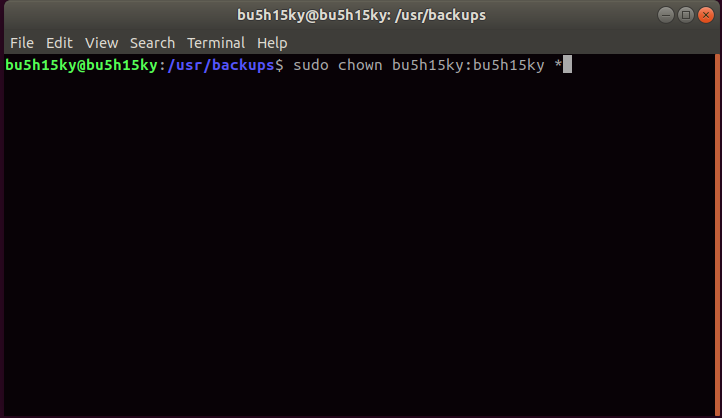 bu5h15ky@bu5h15ky: /usr/backups
File Edit View Search Terminal Help
bu5h15ky@bu5h15ky:/usr/backups$ sudo chown bu5h15ky:bu5h15ky *